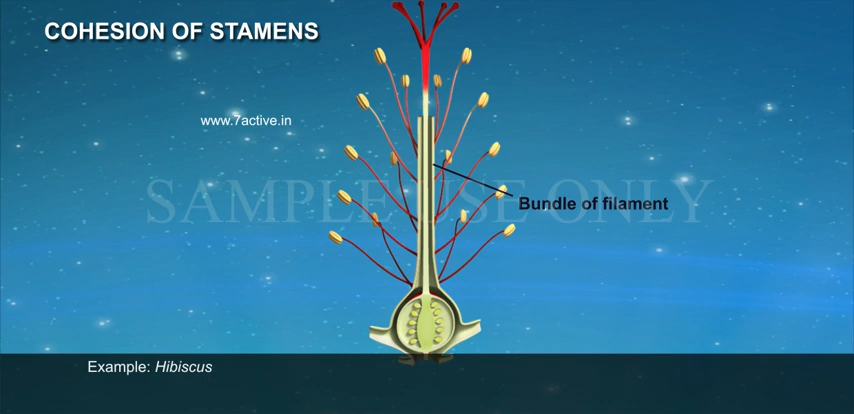 COHESION OF STAMENS
www.7active.in
SAMPLE USE ONLY
Bundle of filament
Example: Hibiscus